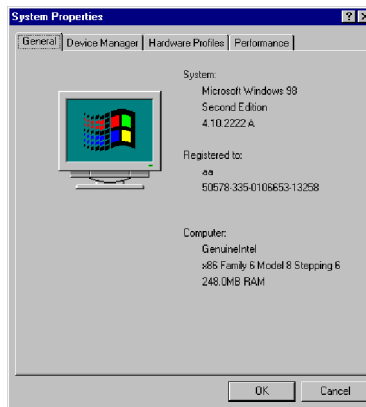 System Properties
General
Device Manager
Hardware Profiles
Performance
System:
Microsoft Windows 98
Second Edition
4.10.2222 A
Registered to:
aa
50578-335-0106653-13258
Computer:
GenuineIntel
x86 Family 6 Model 8 Stepping 6
248.0MB RAM
OK
Cancel